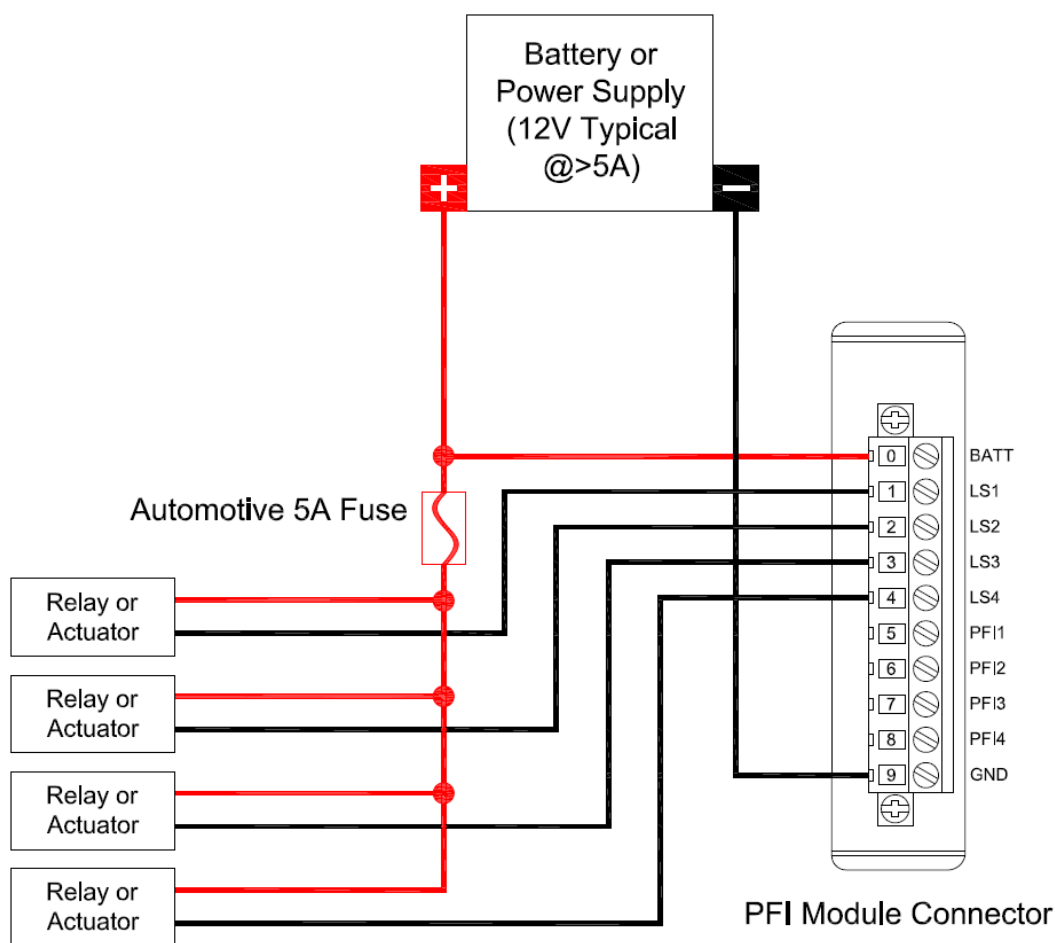 Battery or
Power Supply
(12V Typical
@>5A)
+
-
0 BATT
Automotive 5A Fuse
1 LS1
2 LS2
3 LS3
4 LS4
5 PFI1
6 PFI2
7 PFI3
8 PFI4
9 GND
Relay or
Actuator
Relay or
Actuator
Relay or
Actuator
Relay or
Actuator
PFI Module Connector